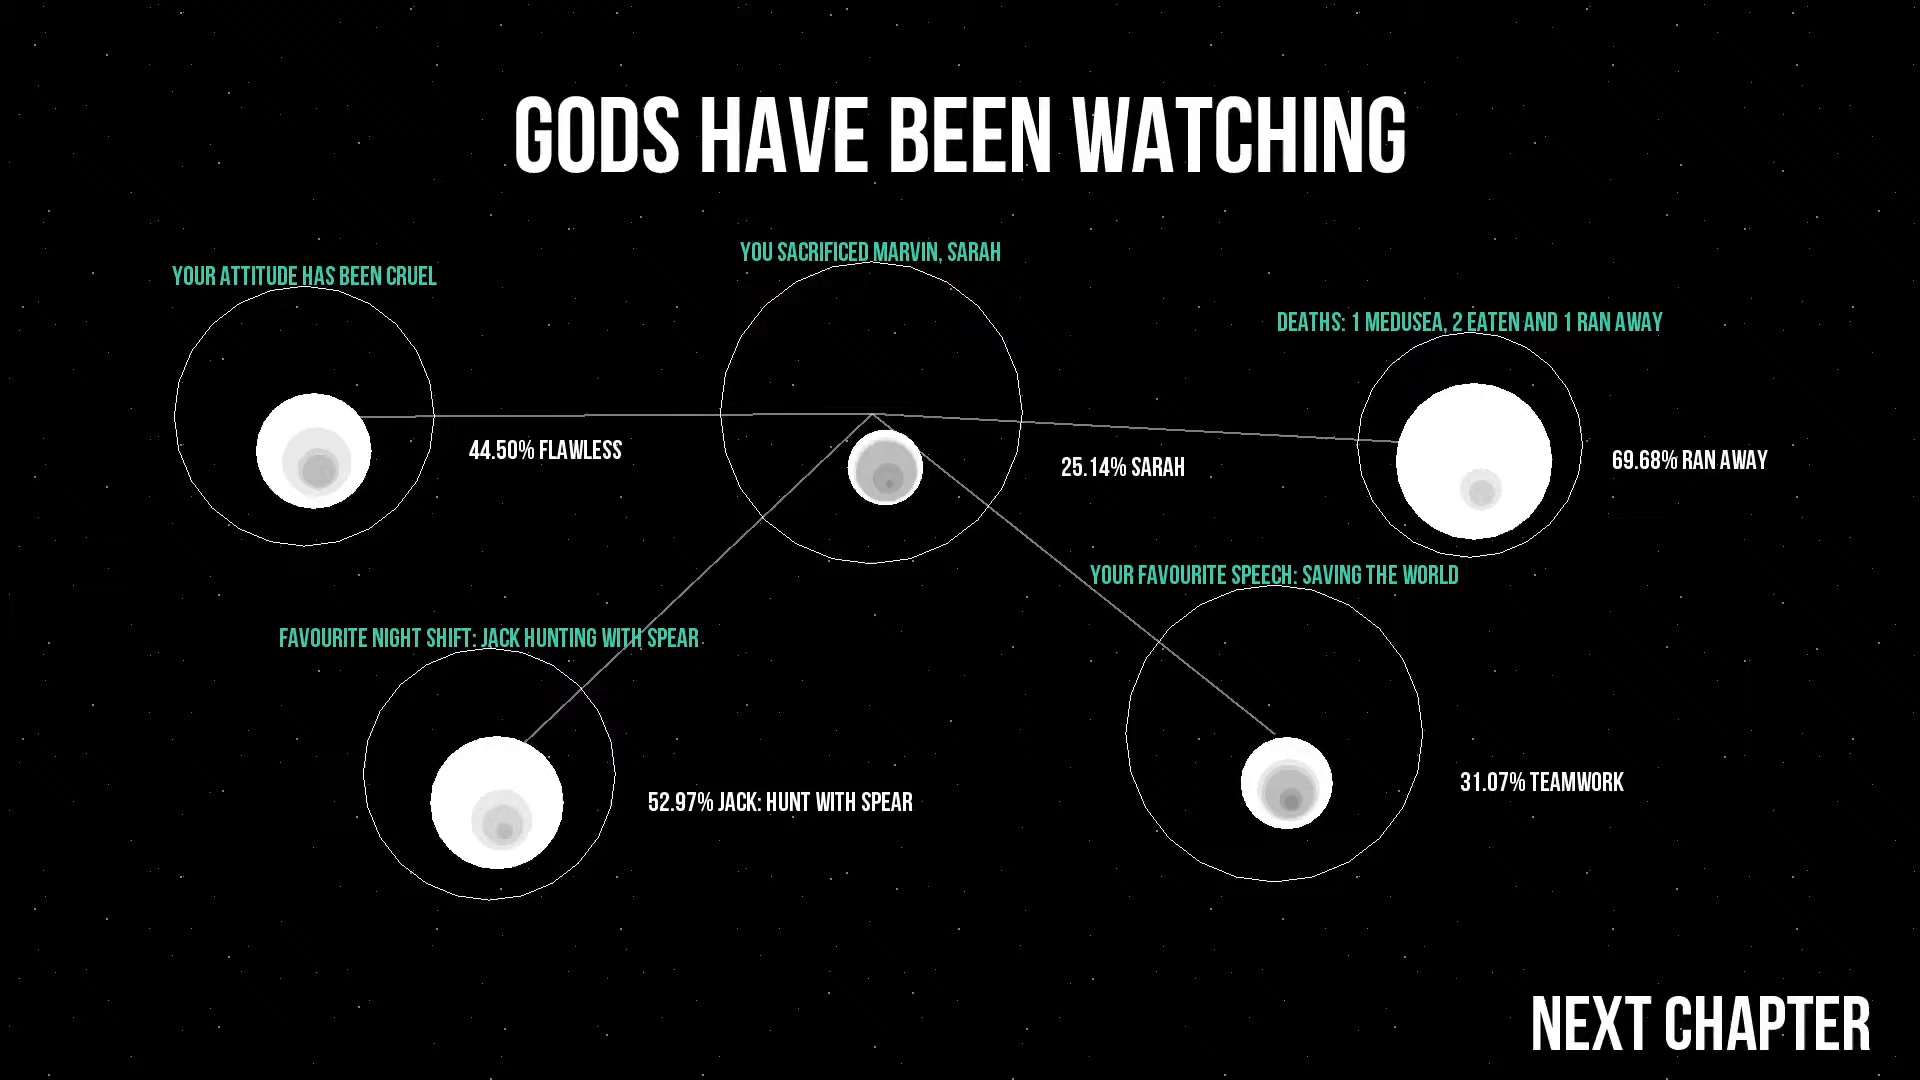 GODS HAVE BEEN WATCHING
YOU SACRIFICED MARVIN, SARAH
YOUR ATTITUDE HAS BEEN CRUEL
DEATHS: 1 MEDUSEA, 2 EATEN AND 1 RAN AWAY
44.50% FLAWLESS
25.14% SARAH
69.68% RAN AWAY
YOUR FAVOURITE SPEECH: SAVING THE WORLD
FAVOURITE NIGHT SHIFT: JACK HUNTING WITH SPEAR
31.07% TEAMWORK
52.97% JACK: HUNT WITH SPEAR
NEXT CHAPTER